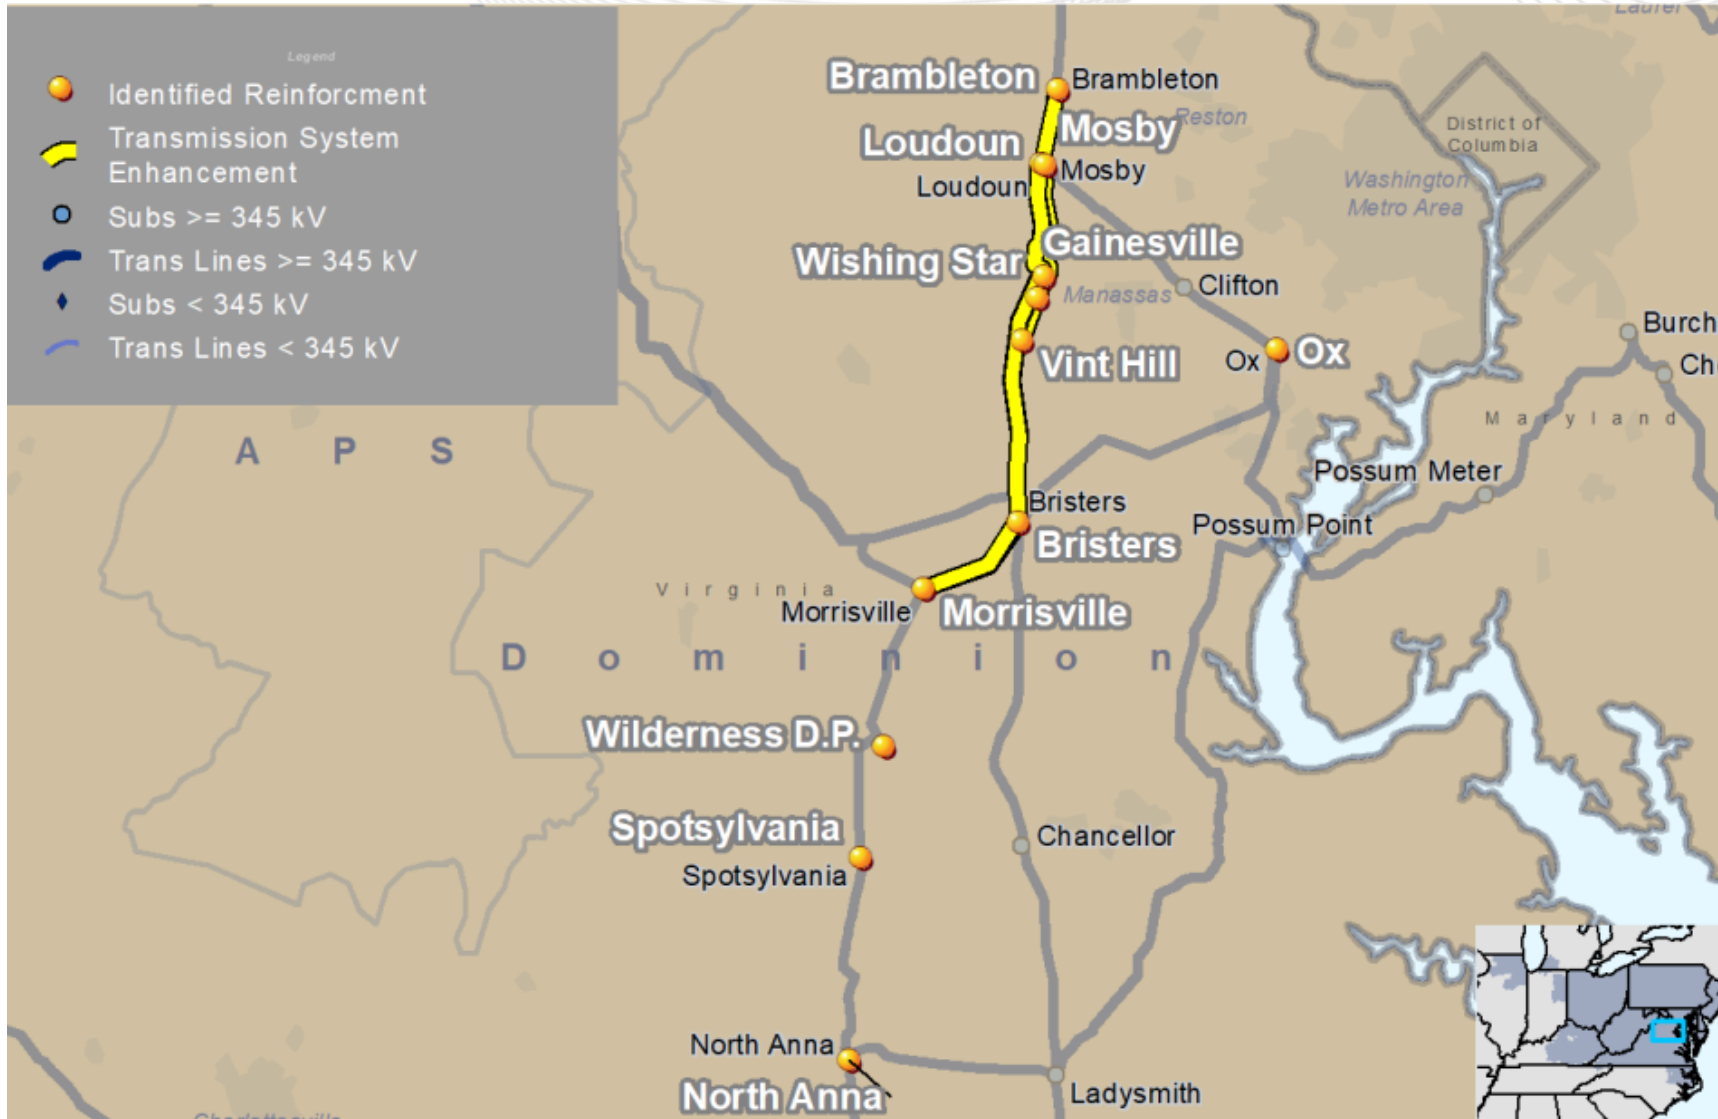 Laurel
Legend
Identified Reinforcment
Transmission System
Enhancement
Subs >= 345 kV
Trans Lines >= 345 kV
Subs < 345 kV
Trans Lines < 345 kV
Brambleton
Brambleton
Mosby
Reston
Loudoun
Mosby
Loudoun
District of
Columbia
Washington
Metro Area
Gainesville
Wishing Star
Manassas
Clifton
Burch
Ox
Ox
Vint Hill
Ch
Maryland
APS
Possum Meter
Bristers
Possum Point
Bristers
Virginia
Morrisville
Morrisville
Dominion
Wilderness D.P.
Spotsylvania
Chancellor
Spotsylvania
North Anna
North Anna
Ladysmith
Charlottesville